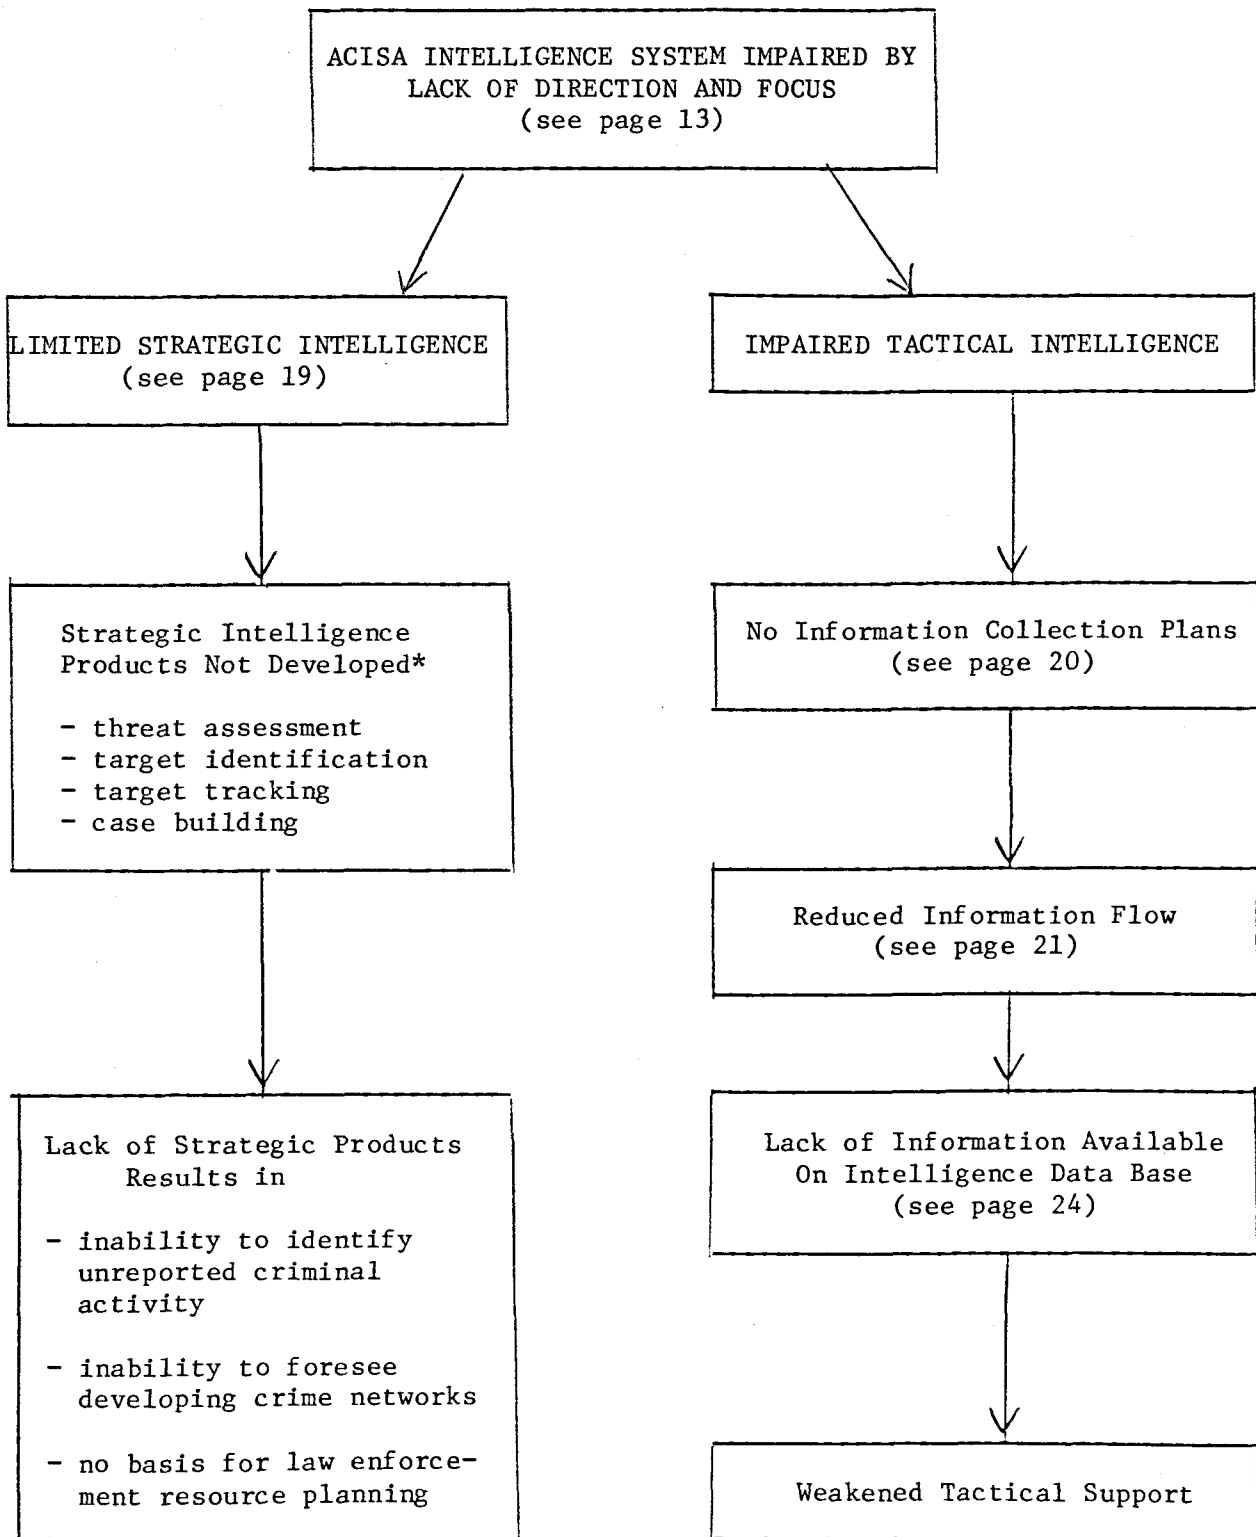 ACISA INTELLIGENCE SYSTEM IMPAIRED BY
LACK OF DIRECTION AND FOCUS
(see page 13)
LIMITED STRATEGIC INTELLIGENCE
(see page 19)
Strategic Intelligence
Products Not Developed*
- threat assessment
- target identification
- target tracking
- case building
Lack of Strategic Products
Results in
- inability to identify
unreported criminal
activity
- inability to foresee
developing crime networks
- no basis for law enforce-
ment resource planning
IMPAIRED TACTICAL INTELLIGENCE
No Information Collection Plans
(see page 20)
Reduced Information Flow
(see page 21)
Lack of Information Available
On Intelligence Data Base
(see page 24)
Weakened Tactical Support